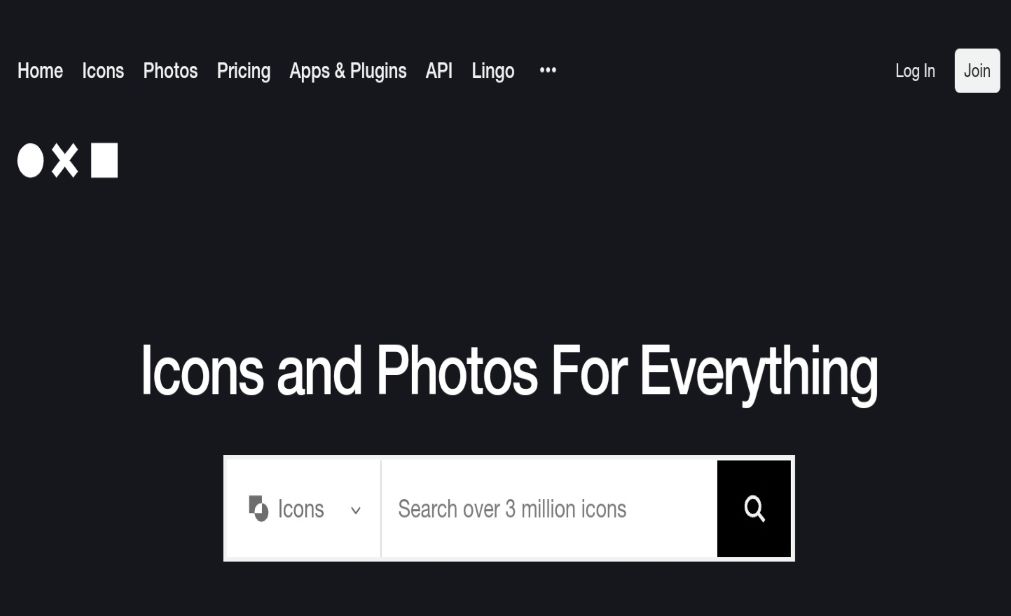 Home Icons Photos Pricing Apps & Plugins API Lingo ••• Log In Join
Icons and Photos For Everything
Icons Search over 3 million icons